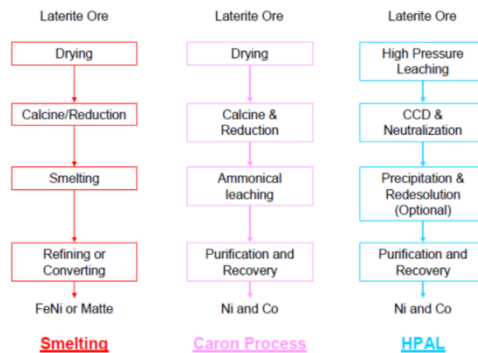 Laterite Ore
Drying
Calcine/Reduction
Smelting
Refining or
Converting
FeNi or Matte
Smelting
Laterite Ore
Drying
Calcine &
Reduction
Ammonical
leaching
Purification and
Recovery
Ni and Co
Caron Process
Laterite Ore
High Pressure
Leaching
CCD &
Neutralization
Precipitation &
Redesolution
(Optional)
Purification and
Recovery
Ni and Co
HPAL